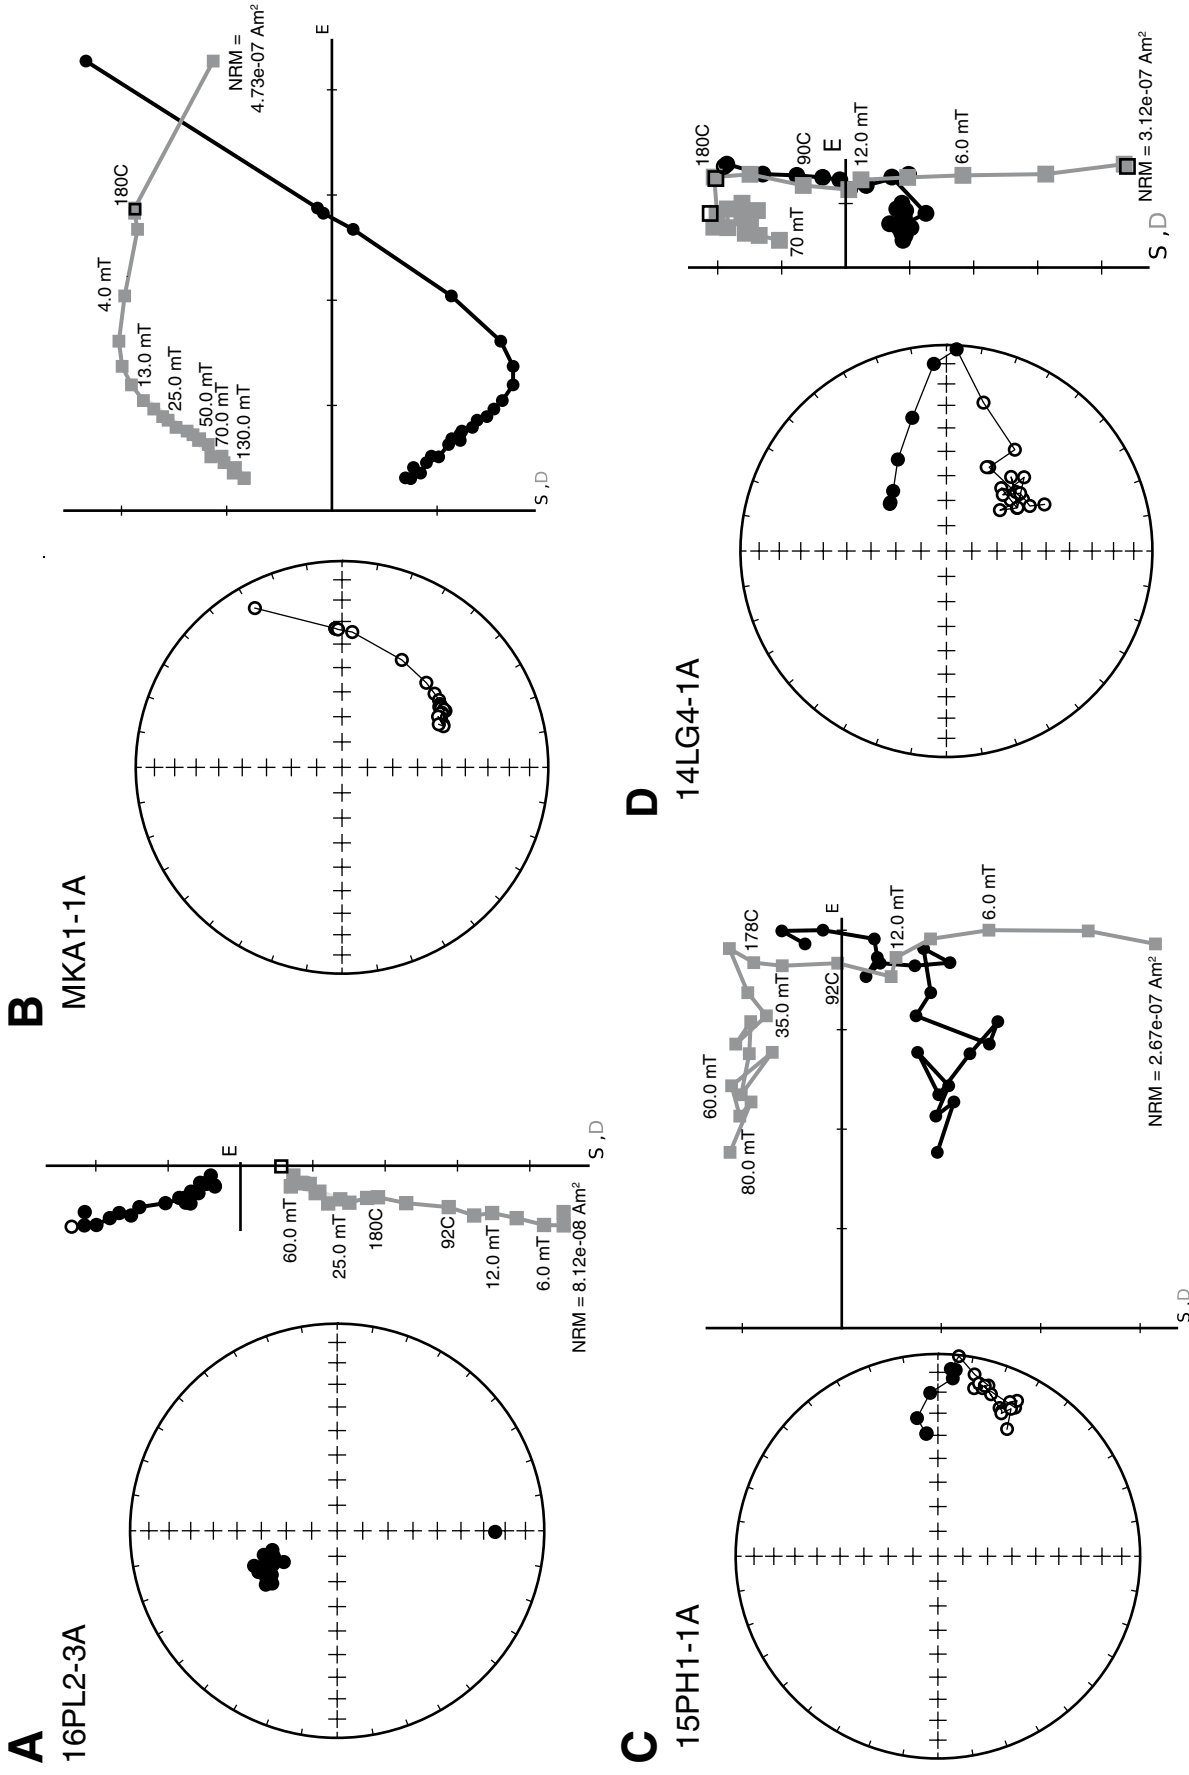 A
16PL2-3A
E
S ,D
60.0 mT
25.0 mT
180C
92C
12.0 mT
6.0 mT
NRM = 8.12e-08 Am²
B
MKA1-1A
E
S ,D
NRM =
4.73e-07 Am²
180C
4.0 mT
13.0 mT
25.0 mT
50.0 mT
70.0 mT
130.0 mT
C
15PH1-1A
E
S ,D
178C
12.0 mT
6.0 mT
92C
35.0 mT
60.0 mT
80.0 mT
NRM = 2.67e-07 Am²
D
14LG4-1A
E
S ,D
180C
90C
12.0 mT
6.0 mT
70 mT
NRM = 3.12e-07 Am²